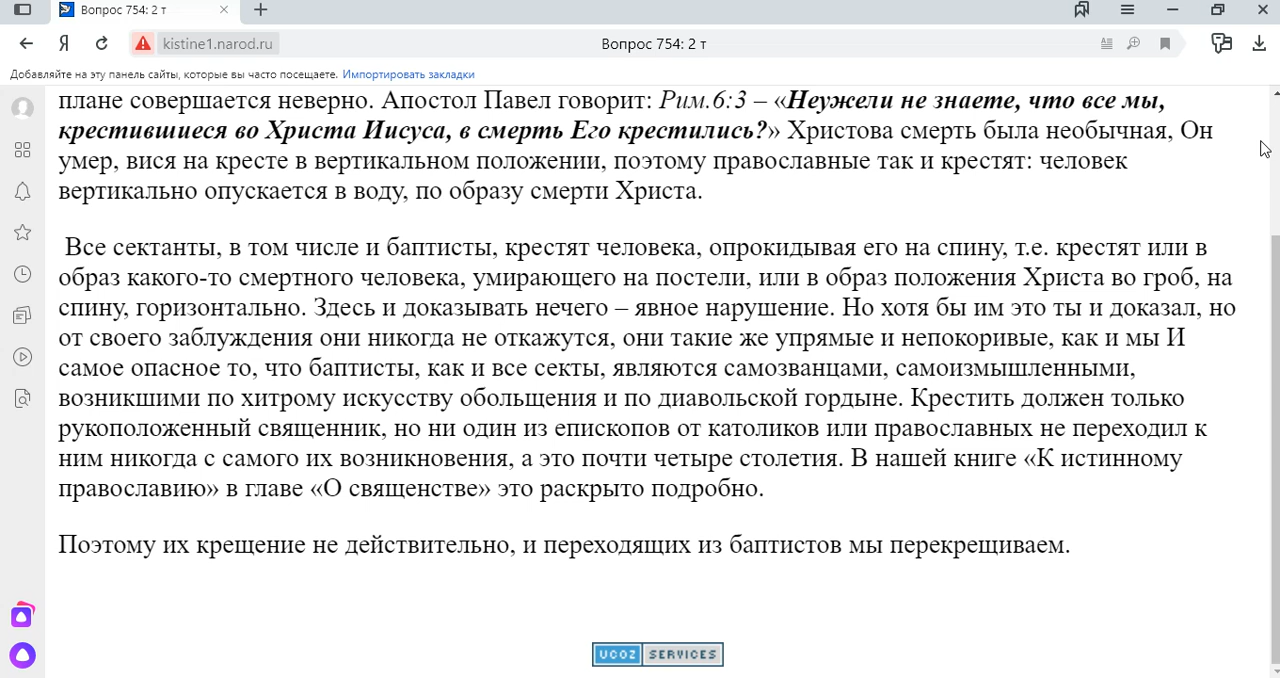 Вопрос 754: 2 т
kistine1.narod.ru
Вопрос 754: 2 т
Добавляйте на эту панель сайты, которые вы часто посещаете. Импортировать закладки
плане совершается неверно. Апостол Павел говорит: Рим.6:3 – «Неужели не знаете, что все мы,
крестившиеся во Христа Иисуса, в смерть Его крестились?» Христова смерть была необычная, Он
умер, вися на кресте в вертикальном положении, поэтому православные так и крестят: человек
вертикально опускается в воду, по образу смерти Христа.
Все сектанты, в том числе и баптисты, крестят человека, опрокидывая его на спину, т.е. крестят или в
образ какого-то смертного человека, умирающего на постели, или в образ положения Христа во гроб, на
спину, горизонтально. Здесь и доказывать нечего – явное нарушение. Но хотя бы им это ты и доказал, но
от своего заблуждения они никогда не откажутся, они такие же упрямые и непокоривые, как и мы И
самое опасное то, что баптисты, как и все секты, являются самозванцами, самоизмышленными,
возникшими по хитрому искусству обольщения и по диавольской гордыне. Крестить должен только
рукоположенный священник, но ни один из епископов от католиков или православных не переходил к
ним никогда с самого их возникновения, а это почти четыре столетия. В нашей книге «К истинному
православию» в главе «О священстве» это раскрыто подробно.
Поэтому их крещение не действительно, и переходящих из баптистов мы перекрещиваем.
UCOZ SERVICES